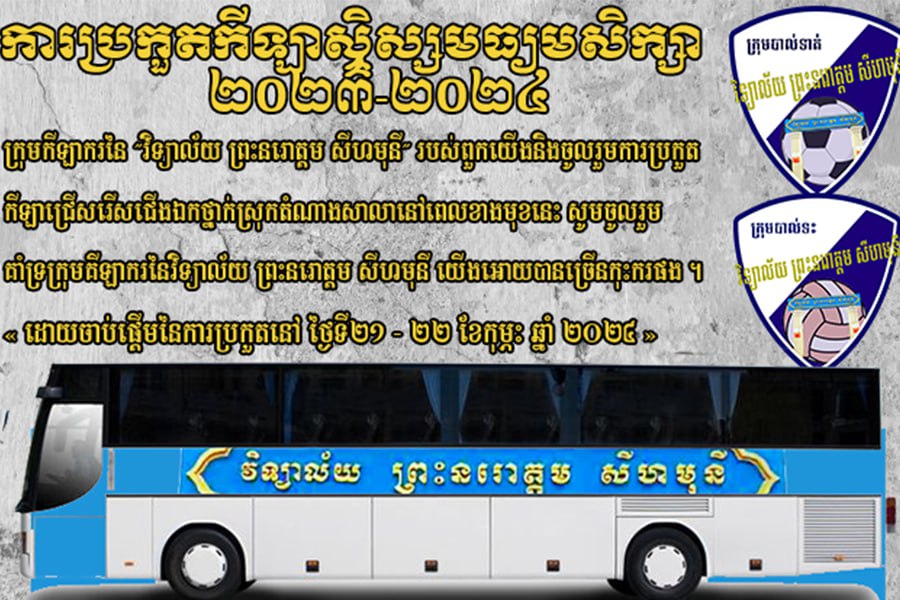 ការប្រកួតកីឡាស្មិស្សមធ្យមសិក្សា
២០២៣-២០២៤
ក្រុមកីឡាករនៃ "វិទ្យាល័យ ព្រះនរោត្តម សីហមុនី" របស់ពួកយើងនិងចូលរួមការប្រកួត
កីឡាជ្រើសរើសជើងឯកថ្នាក់ស្រុកតំណាងសាលានៅពេលខាងមុខនេះ សូមចូលរួម
គាំទ្រក្រុមគីឡាករនៃវិទ្យាល័យ ព្រះនរោត្តម សីហមុនី យើងអោយបានច្រើនកុះករផង ។
« ដោយចាប់ផ្តើមនៃការប្រកួតនៅ ថ្ងៃទី២១ - ២២ ខែកុម្ភះ ឆ្នាំ ២០២៤ »
ក្រុមបាល់ទាត់
វិទ្យាល័យ ព្រះនរោត្តម សីហមុនី
ក្រុមបាល់ទះ
វិទ្យាល័យ ព្រះនរោត្តម សីហមុនី
វិទ្យាល័យ ព្រះនរោត្តម សីហមុនី